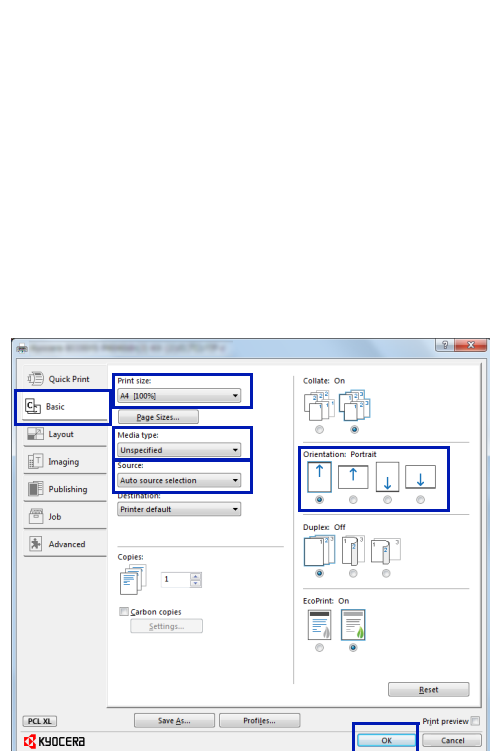 Quick Print
Basic
Layout
Imaging
Publishing
Job
Advanced
Print size:
A4 [100%]
Page Sizes...
Media type:
Unspecified
Source:
Auto source selection
Destination:
Printer default
Copies:
1
Carbon copies
Settings...
Collate: On
Orientation: Portrait
Duplex: Off
EcoPrint: On
Reset
PCL XL
Save As...
Profiles...
Print preview
KYOCERA
OK
Cancel